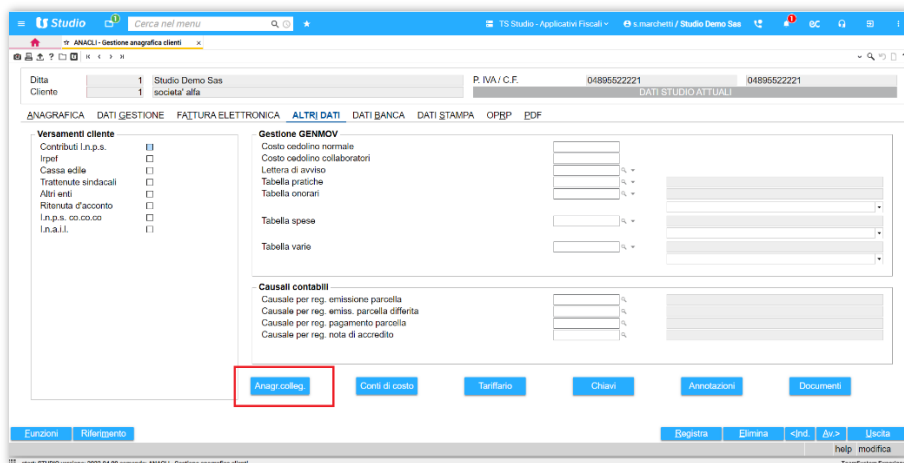 Studio 1 Cerca nel menu TS Studio - Applicativi Fiscali s.marchetti / Studio Demo Sas
ANACLI - Gestione anagrafica clienti x
Ditta 1 Studio Demo Sas P. IVA / C.F. 04895522221 04895522221
Cliente 1 societa' alfa DATI STUDIO ATTUALI
ANAGRAFICA DATI GESTIONE FATTURA ELETTRONICA ALTRI DATI DATI BANCA DATI STAMPA OPRP PDF
Versamenti cliente
Contributi I.n.p.s.
Irpef
Cassa edile
Trattenute sindacali
Altri enti
Ritenuta d'acconto
I.n.p.s. co.co.co
I.n.a.i.l.
Gestione GENMOV
Costo cedolino normale
Costo cedolino collaboratori
Lettera di avviso
Tabella pratiche
Tabella onorari
Tabella spese
Tabella varie
Causali contabili
Causale per reg. emissione parcella
Causale per reg. emiss. parcella differita
Causale per reg. pagamento parcella
Causale per reg. nota di accredito
Anagr.colleg. Conti di costo Tariffario Chiavi Annotazioni Documenti
Funzioni Riferimento Registra Elimina <Ind. Av.> Uscita
help modifica